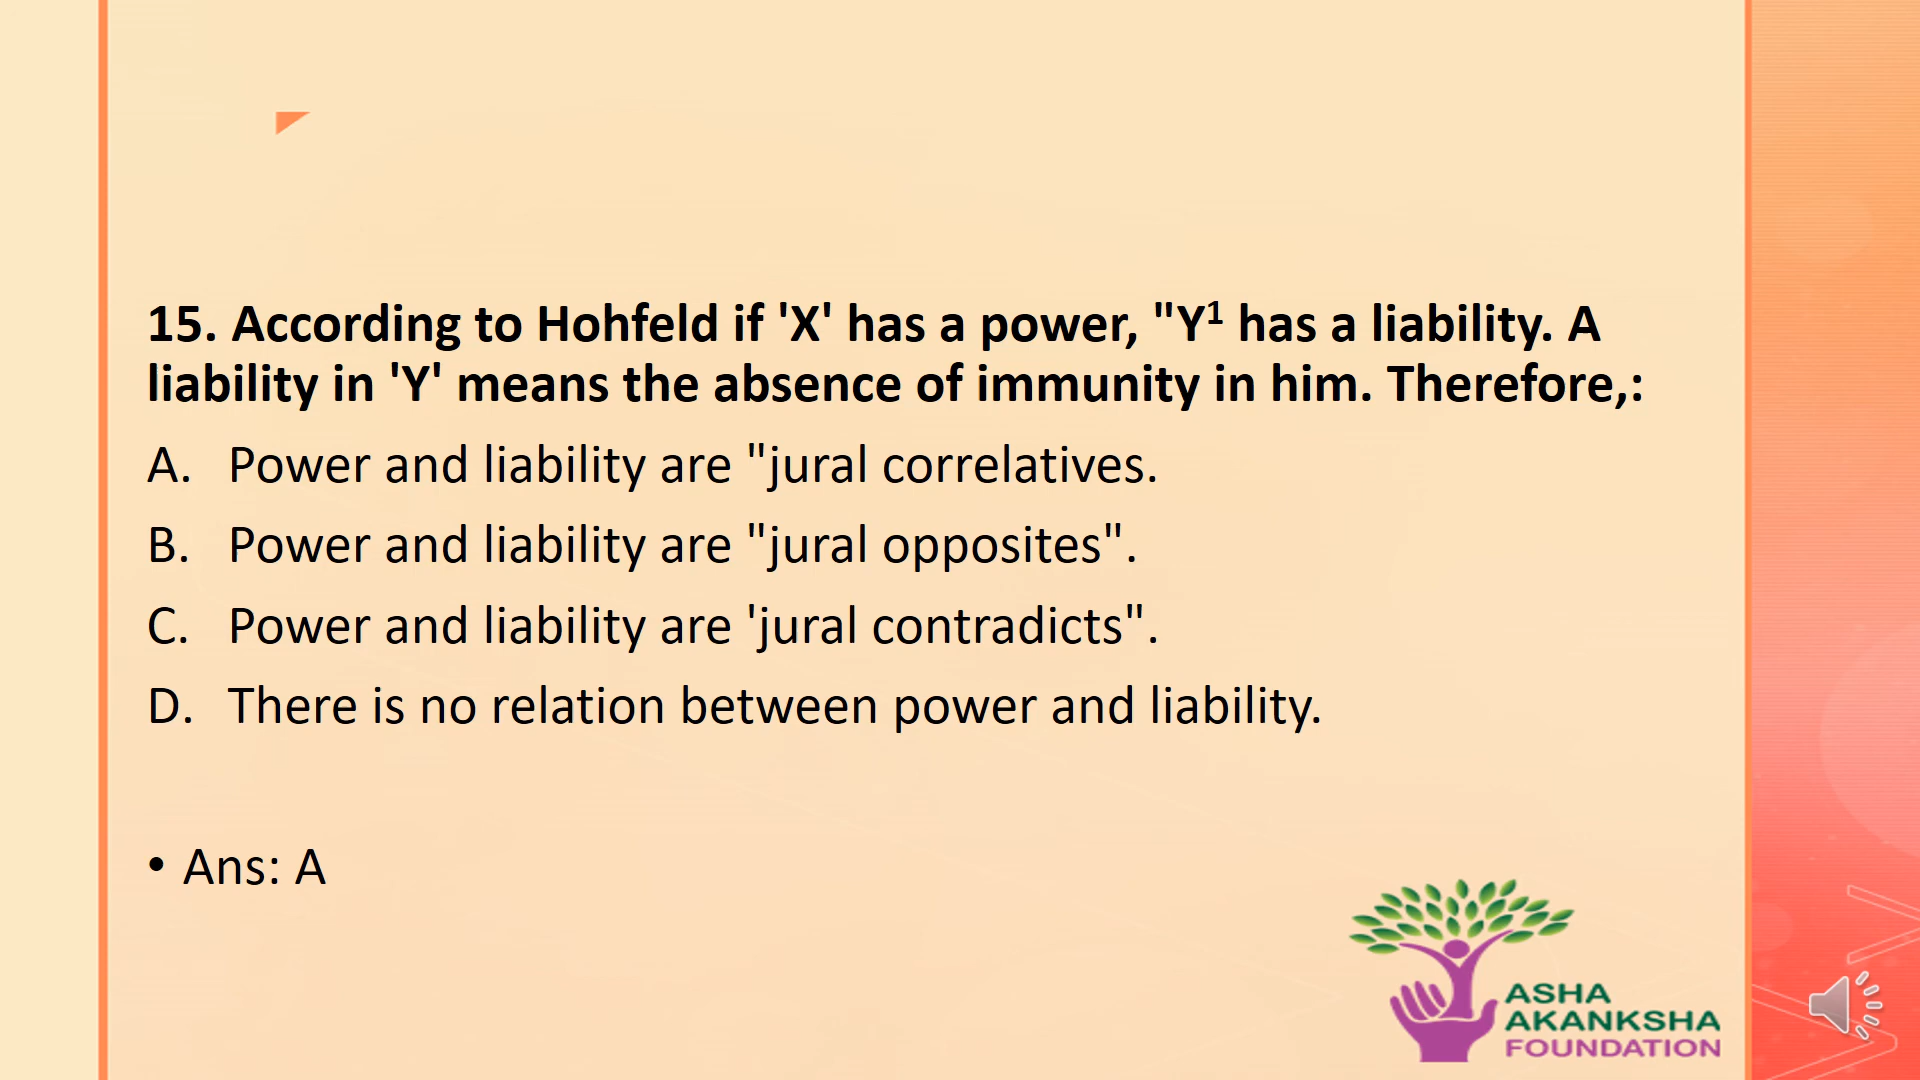 15. According to Hohfeld if 'X' has a power, "Y¹ has a liability. A
liability in 'Y' means the absence of immunity in him. Therefore,:
A. Power and liability are "jural correlatives.
B. Power and liability are "jural opposites".
C. Power and liability are 'jural contradicts".
D. There is no relation between power and liability.
• Ans: A
ASHA
AKANKSHA
FOUNDATION